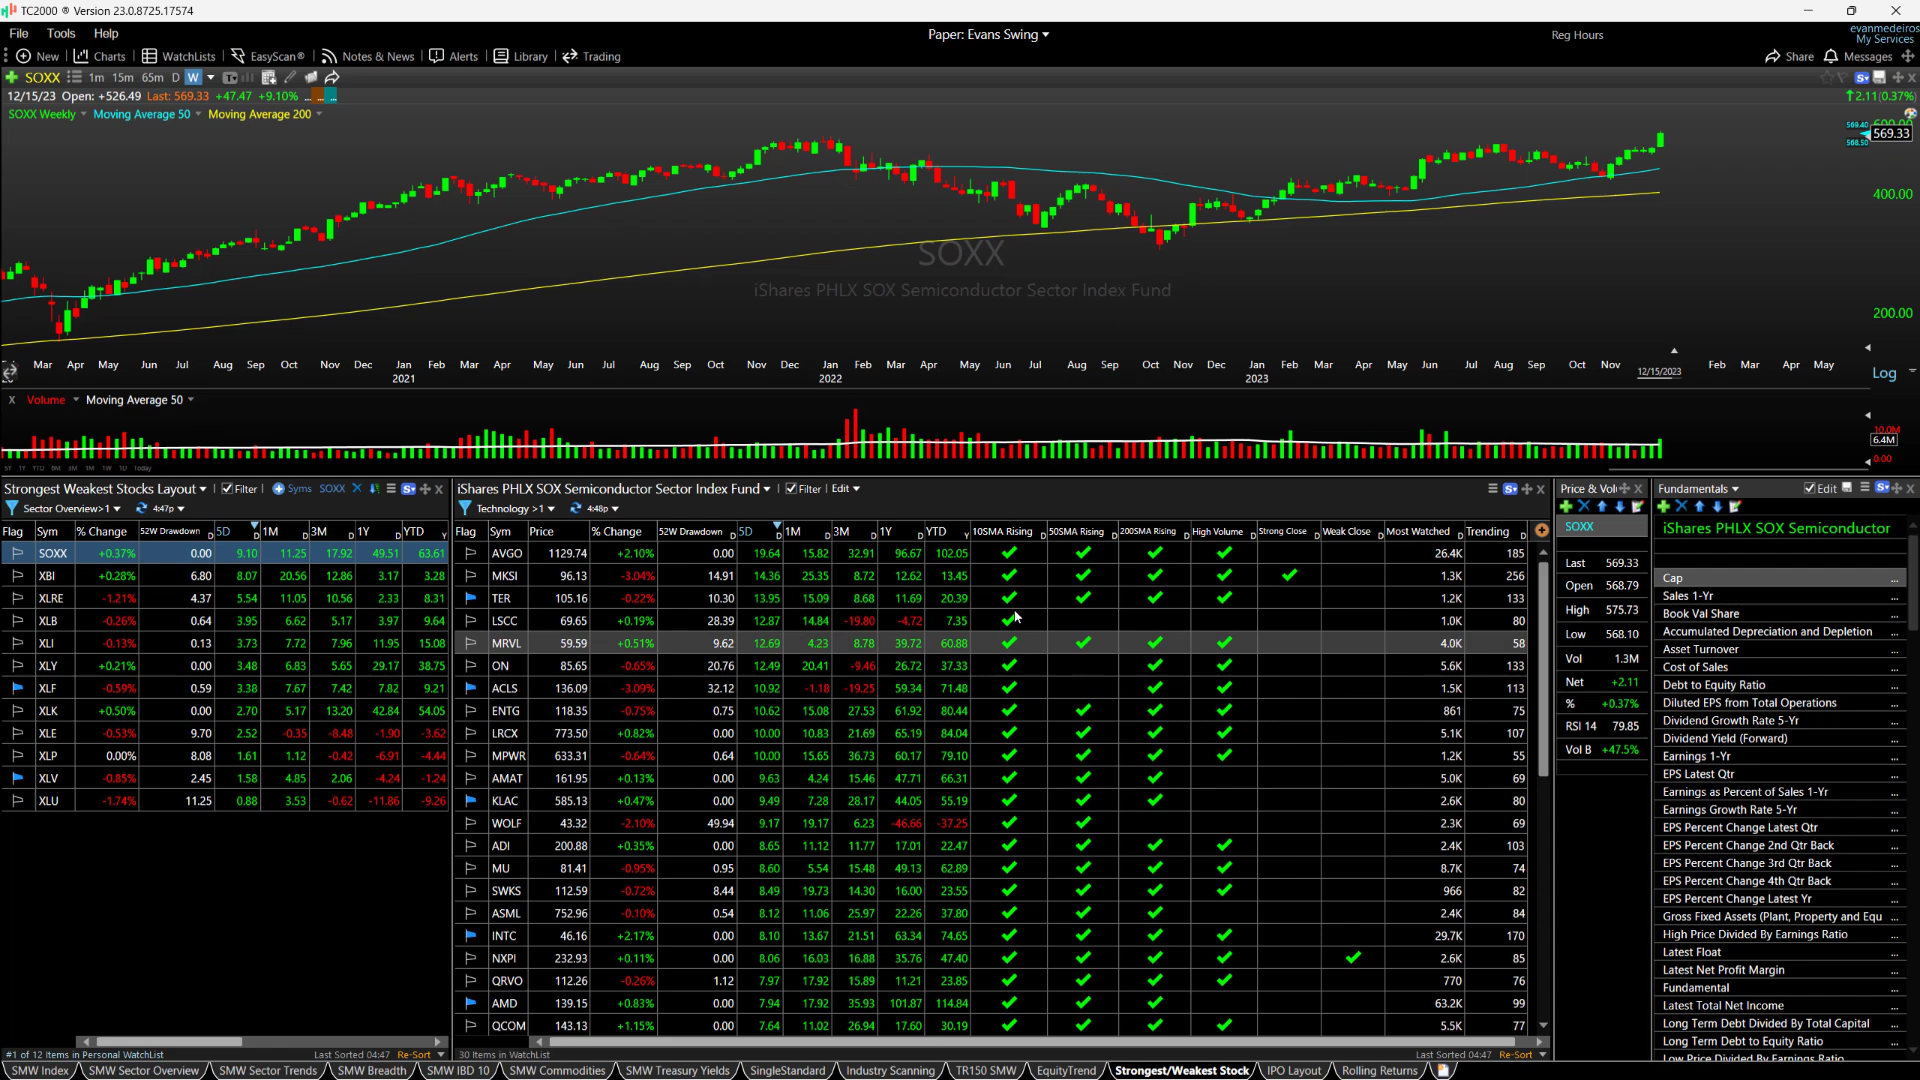 TC2000 ® Version 23.0.8725.17574
File Tools Help
Paper: Evans Swing
Reg Hours
evanmedeiros
My Services
New Charts WatchLists EasyScan® Notes & News Alerts Library Trading
Share Messages
SOXX 1m 15m 65m D W
12/15/23 Open: +526.49 Last: 569.33 +47.47 +9.10% ... ... ...
2.11(0.37%)
SOXX Weekly Moving Average 50 Moving Average 200
600.00
569.40
569.33
568.50
400.00
SOXX
iShares PHLX SOX Semiconductor Sector Index Fund
200.00
Mar Apr May Jun Jul Aug Sep Oct Nov Dec Jan Feb Mar Apr May Jun Jul Aug Sep Oct Nov Dec Jan Feb Mar Apr May Jun Jul Aug Sep Oct Nov Dec Jan Feb Mar Apr May Jun Jul Aug Sep Oct Nov 12/15/2023 Feb Mar Apr May
2021 2022 2023
Log
X Volume Moving Average 50
10.0M
6.4M
0.00
5Y 1Y YTD 6M 3M 1M 1W 1D Today
Strongest Weakest Stocks Layout Filter Syms SOXX
Sector Overview>1 4:47p
Flag Sym % Change 52W Drawdown 5D 1M 3M 1Y YTD
SOXX +0.37% 0.00 9.10 11.25 17.92 49.51 63.61
XBI +0.28% 6.80 8.07 20.56 12.86 3.17 3.28
XLRE -1.21% 4.37 5.54 11.05 10.56 2.33 8.31
XLB -0.26% 0.64 3.95 6.62 5.17 3.97 9.64
XLI -0.13% 0.13 3.73 7.72 7.96 11.95 15.08
XLY +0.21% 0.00 3.48 6.83 5.65 29.17 38.75
XLF -0.59% 0.59 3.38 7.67 7.42 7.82 9.21
XLK +0.50% 0.00 2.70 5.17 13.20 42.84 54.05
XLE -0.53% 9.70 2.52 -0.35 -8.48 -1.90 -3.62
XLP 0.00% 8.08 1.61 1.12 -0.42 -6.91 -4.44
XLV -0.85% 2.45 1.58 4.85 2.06 -4.24 -1.24
XLU -1.74% 11.25 0.88 3.53 -0.62 -11.86 -9.26
#1 of 12 Items in Personal WatchList Last Sorted 04:47 Re-Sort
iShares PHLX SOX Semiconductor Sector Index Fund Filter Edit
Technology >1 4:48p
Flag Sym Price % Change 52W Drawdown 5D 1M 3M 1Y YTD 10SMA Rising 50SMA Rising 200SMA Rising High Volume Strong Close Weak Close Most Watched Trending
AVGO 1129.74 +2.10% 0.00 19.64 15.82 32.91 96.67 102.05 26.4K 185
MKSI 96.13 -3.04% 14.91 14.36 25.35 8.72 12.62 13.45 1.3K 256
TER 105.16 -0.22% 10.30 13.95 15.09 8.68 11.69 20.39 1.2K 133
LSCC 69.65 +0.19% 28.39 12.87 14.84 -19.80 -4.72 7.35 1.0K 80
MRVL 59.59 +0.51% 9.62 12.69 4.23 8.78 39.72 60.88 4.0K 58
ON 85.65 -0.65% 20.76 12.49 20.41 -9.46 26.72 37.33 5.6K 133
ACLS 136.09 -3.09% 32.12 10.92 -1.18 -19.25 59.34 71.48 1.5K 113
ENTG 118.35 -0.75% 0.75 10.62 15.08 27.53 61.92 80.44 861 75
LRCX 773.50 +0.82% 0.00 10.00 10.83 21.69 65.19 84.04 5.1K 107
MPWR 633.31 -0.64% 0.64 10.00 15.65 36.73 60.17 79.10 1.2K 55
AMAT 161.95 +0.13% 0.00 9.63 4.24 15.46 47.71 66.31 5.0K 69
KLAC 585.13 +0.47% 0.00 9.49 7.28 28.17 44.05 55.19 2.6K 80
WOLF 43.32 -2.10% 49.94 9.17 19.17 6.23 -46.66 -37.25 2.3K 69
ADI 200.88 +0.35% 0.00 8.65 11.12 11.77 17.01 22.47 2.4K 103
MU 81.41 -0.95% 0.95 8.60 5.54 15.48 49.13 62.89 8.7K 74
SWKS 112.59 -0.72% 8.44 8.49 19.73 14.30 16.00 23.55 966 82
ASML 752.96 -0.10% 0.54 8.12 11.06 25.97 22.26 37.80 2.4K 84
INTC 46.16 +2.17% 0.00 8.10 13.67 21.51 63.34 74.65 29.7K 170
NXPI 232.93 +0.11% 0.00 8.06 16.03 16.88 35.76 47.40 2.6K 85
QRVO 112.26 -0.26% 1.12 7.97 17.92 15.89 11.21 23.85 770 76
AMD 139.15 +0.83% 0.00 7.94 17.92 35.93 101.87 114.84 63.2K 99
QCOM 143.13 +1.15% 0.00 7.64 11.02 26.94 17.60 30.19 5.5K 77
30 Items in WatchList Last Sorted 04:47 Re-Sort
Price & Vol
SOXX
Last 569.33
Open 568.79
High 575.73
Low 568.10
Vol 1.3M
Net +2.11
% +0.37%
RSI 14 79.85
Vol B +47.5%
Fundamentals Edit
iShares PHLX SOX Semiconductor
Cap ...
Sales 1-Yr ...
Book Val Share ...
Accumulated Depreciation and Depletion ...
Asset Turnover ...
Cost of Sales ...
Debt to Equity Ratio ...
Diluted EPS from Total Operations ...
Dividend Growth Rate 5-Yr ...
Dividend Yield (Forward) ...
Earnings 1-Yr ...
EPS Latest Qtr ...
Earnings as Percent of Sales 1-Yr ...
Earnings Growth Rate 5-Yr ...
EPS Percent Change Latest Qtr ...
EPS Percent Change 2nd Qtr Back ...
EPS Percent Change 3rd Qtr Back ...
EPS Percent Change 4th Qtr Back ...
EPS Percent Change Latest Yr ...
Gross Fixed Assets (Plant, Property and Equ ...
High Price Divided By Earnings Ratio ...
Latest Float ...
Latest Net Profit Margin ...
Fundamental ...
Latest Total Net Income ...
Long Term Debt Divided By Total Capital ...
Long Term Debt to Equity Ratio ...
Low Price Divided By Earnings Ratio ...
SMW Index SMW Sector Overview SMW Sector Trends SMW Breadth SMW IBD 10 SMW Commodities SMW Treasury Yields SingleStandard Industry Scanning TR150 SMW EquityTrend Strongest/Weakest Stock IPO Layout Rolling Returns